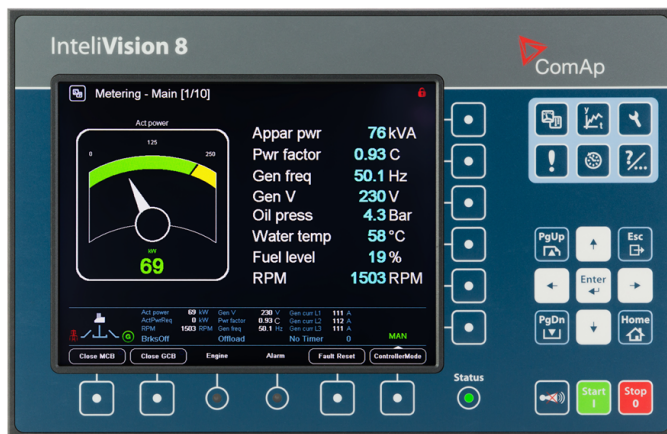 InteliVision 8
ComAp
Metering - Main [1/10]
Act power
0
125
250
kW
69
Appar pwr 76 kVA
Pwr factor 0.93 C
Gen freq 50.1 Hz
Gen V 230 V
Oil press 4.3 Bar
Water temp 58 °C
Fuel level 19 %
RPM 1503 RPM
Act power 69 kW Gen V 230 V Gen curr L1 111 A
ActPwrReq 0 kW Pwr factor 0.93 C Gen curr L2 111 A
RPM 1503 RPM Gen freq 50.1 Hz Gen curr L3 111 A
BrksOff Offload No Timer 0 MAN
G
Close MCB Close GCB Engine Alarm Fault Reset ControllerMode
y
t
!
?/...
PgUp
Esc
Enter
PgDn
Home
Status
Start
I
Stop
0